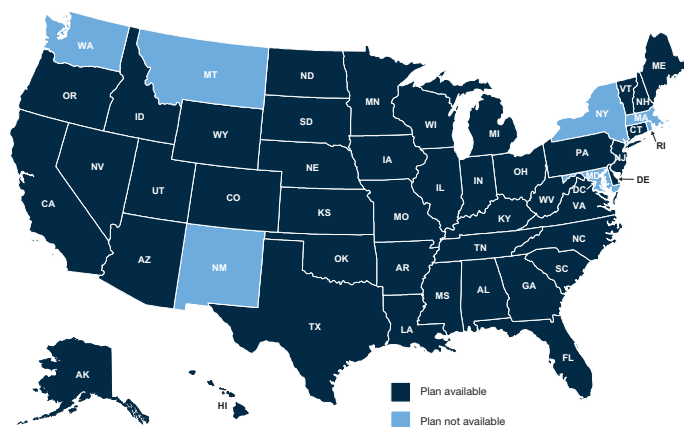 WA
ME
MT
ND
VT
NH
MN
OR
NY
MA
ID
WI
SD
MI
CT
WY
RI
PA
IA
NJ
NE
OH
NV
MD
DE
IL
IN
UT
DC
CO
WV
CA
VA
KS
MO
KY
NC
TN
AZ
OK
NM
AR
SC
MS
AL
GA
TX
LA
FL
AK
HI
Plan available
Plan not available